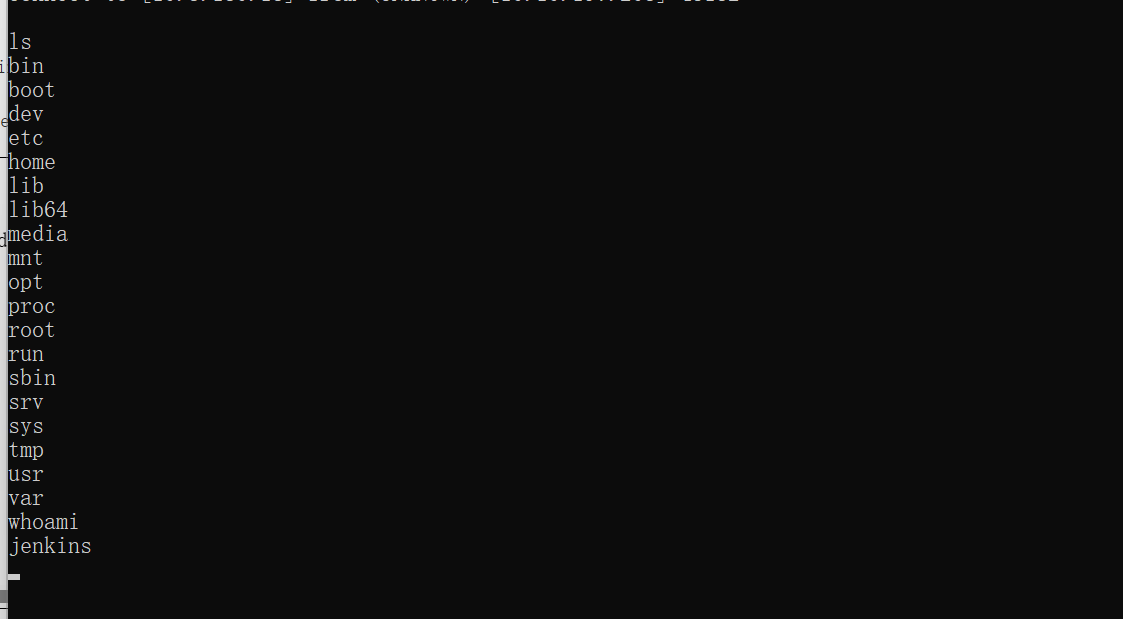 ls
bin
boot
dev
etc
home
lib
lib64
media
mnt
opt
proc
root
run
sbin
srv
sys
tmp
usr
var
whoami
jenkins